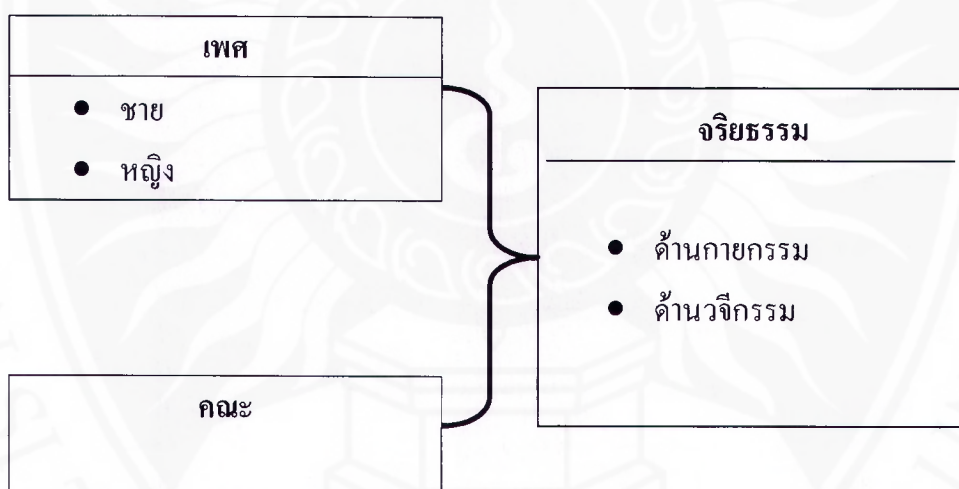 เพศ
● ชาย
● หญิง
จริยธรรม
● ด้านกายกรรม
● ด้านวจีกรรม
คณะ